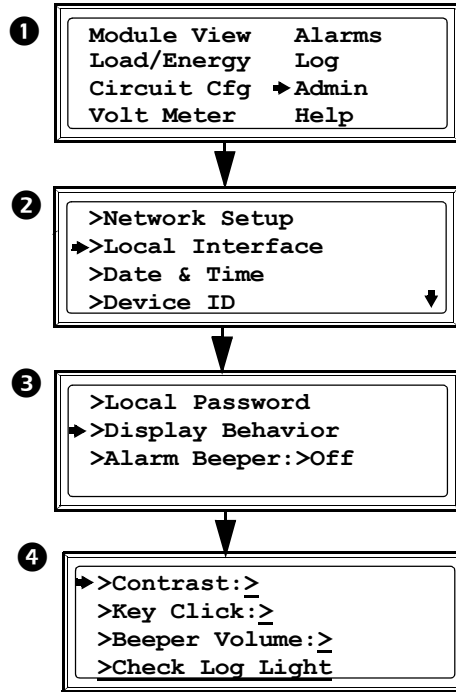 1
Module View Alarms
Load/Energy Log
Circuit Cfg Admin
Volt Meter Help
2
>Network Setup
>Local Interface
>Date & Time
>Device ID
3
>Local Password
>Display Behavior
>Alarm Beeper:>Off
4
>Contrast:>
>Key Click:>
>Beeper Volume:>
>Check Log Light